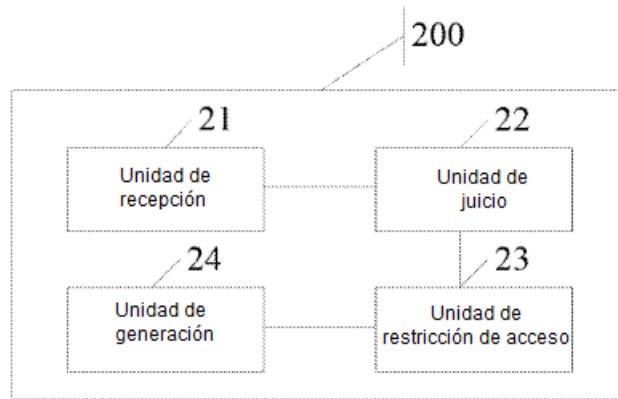 200
21
22
Unidad de
recepción
Unidad de
juicio
24
23
Unidad de
generación
Unidad de
restricción de acceso